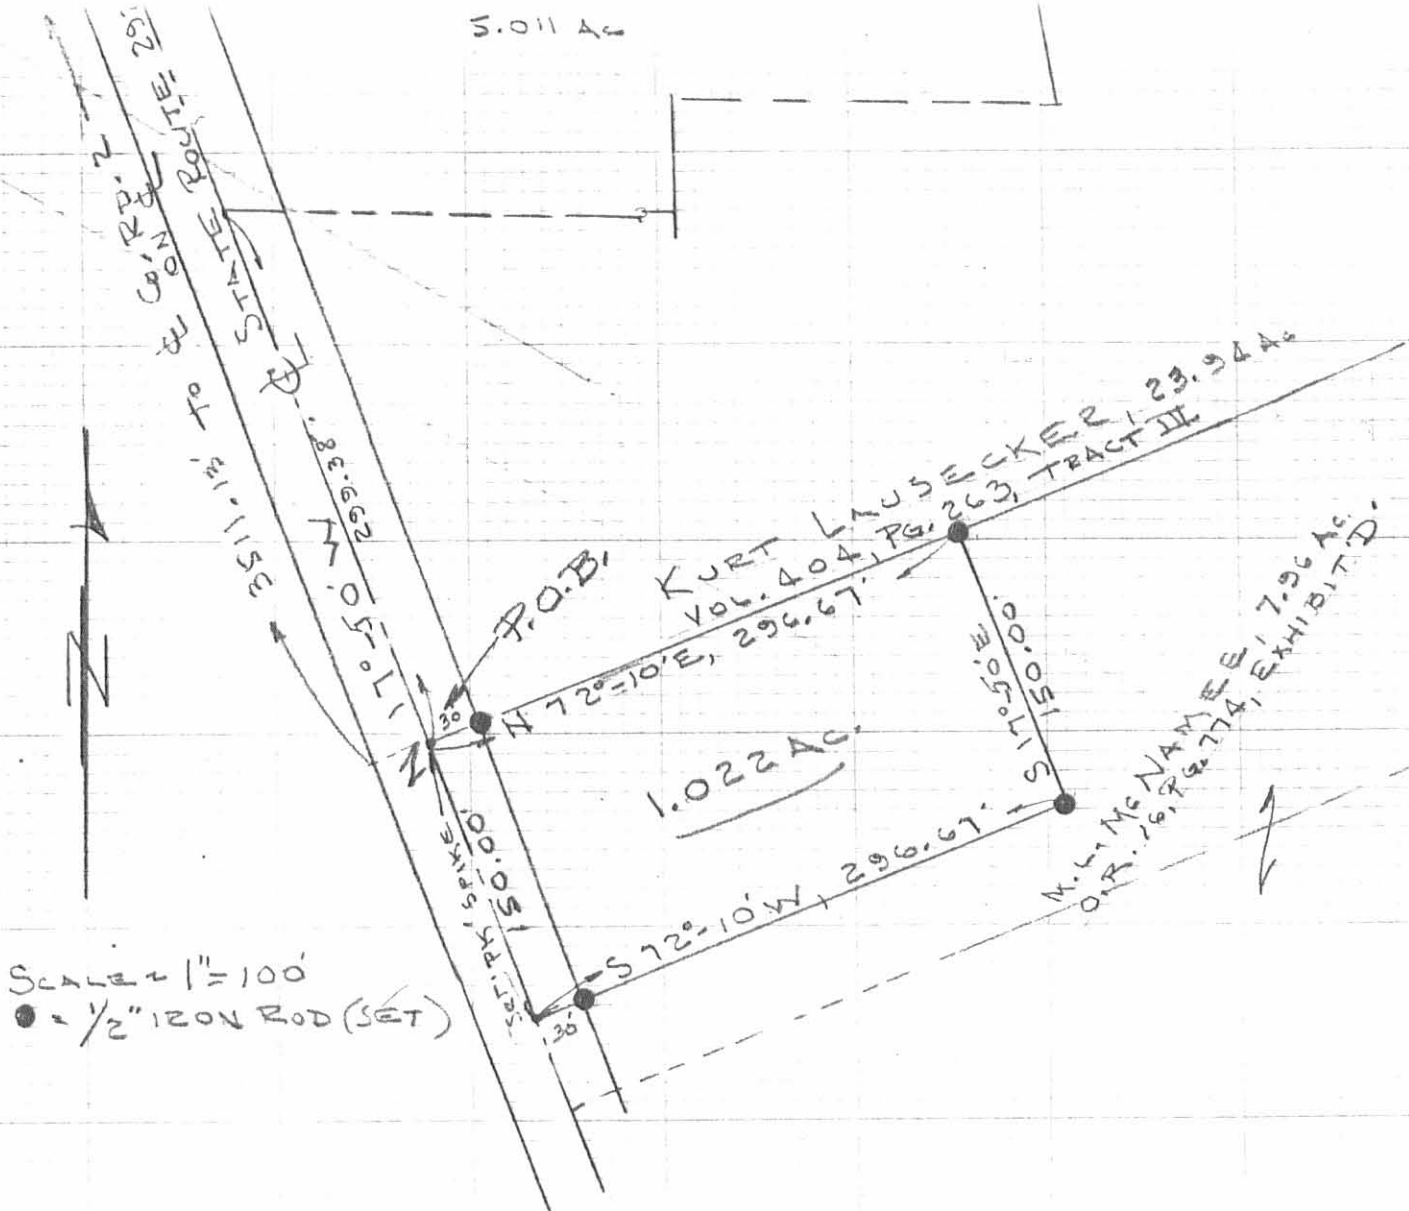 5.011 Ac
STATE ROUTE 29
3511.12' TO ℄ CO. RD. 2
ON ℄
℄
299.38'
N 17°-50' W
P.O.B.
30'
KURT LAUSECKER, 23.94 Ac
VOL. 404, PG. 263, TRACT III
N 72°-10' E, 296.67'
S 17°-50' E
150.00'
1.022 Ac.
M. L. McNAMEE, 7.96 Ac.
O.R. 16, PG. 774, EXHIBIT D.
S 72°-10' W, 296.67'
150.00'
SET 'PK' SPIKE
30'
N
SCALE - 1" = 100'
● - 1/2" IRON ROD (SET)